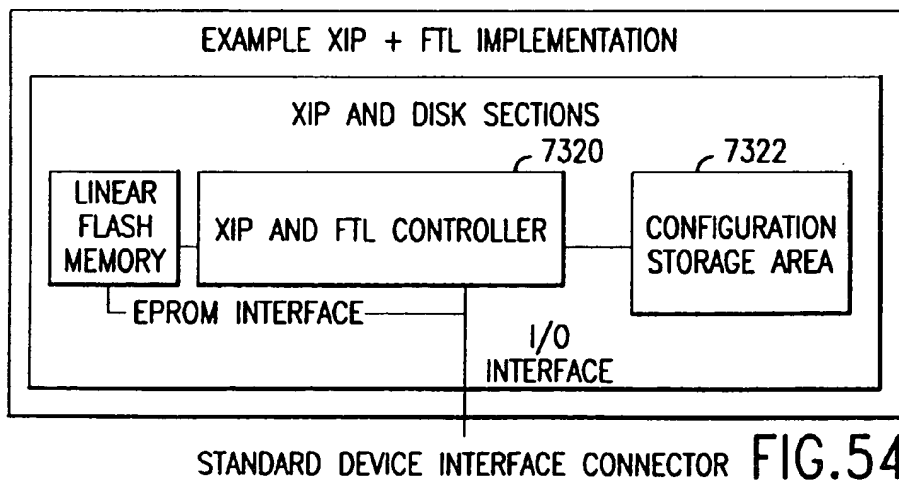 EXAMPLE XIP + FTL IMPLEMENTATION
XIP AND DISK SECTIONS
7320
7322
LINEAR
FLASH
MEMORY
XIP AND FTL CONTROLLER
CONFIGURATION
STORAGE AREA
EPROM INTERFACE
I/O
INTERFACE
STANDARD DEVICE INTERFACE CONNECTOR
FIG.54